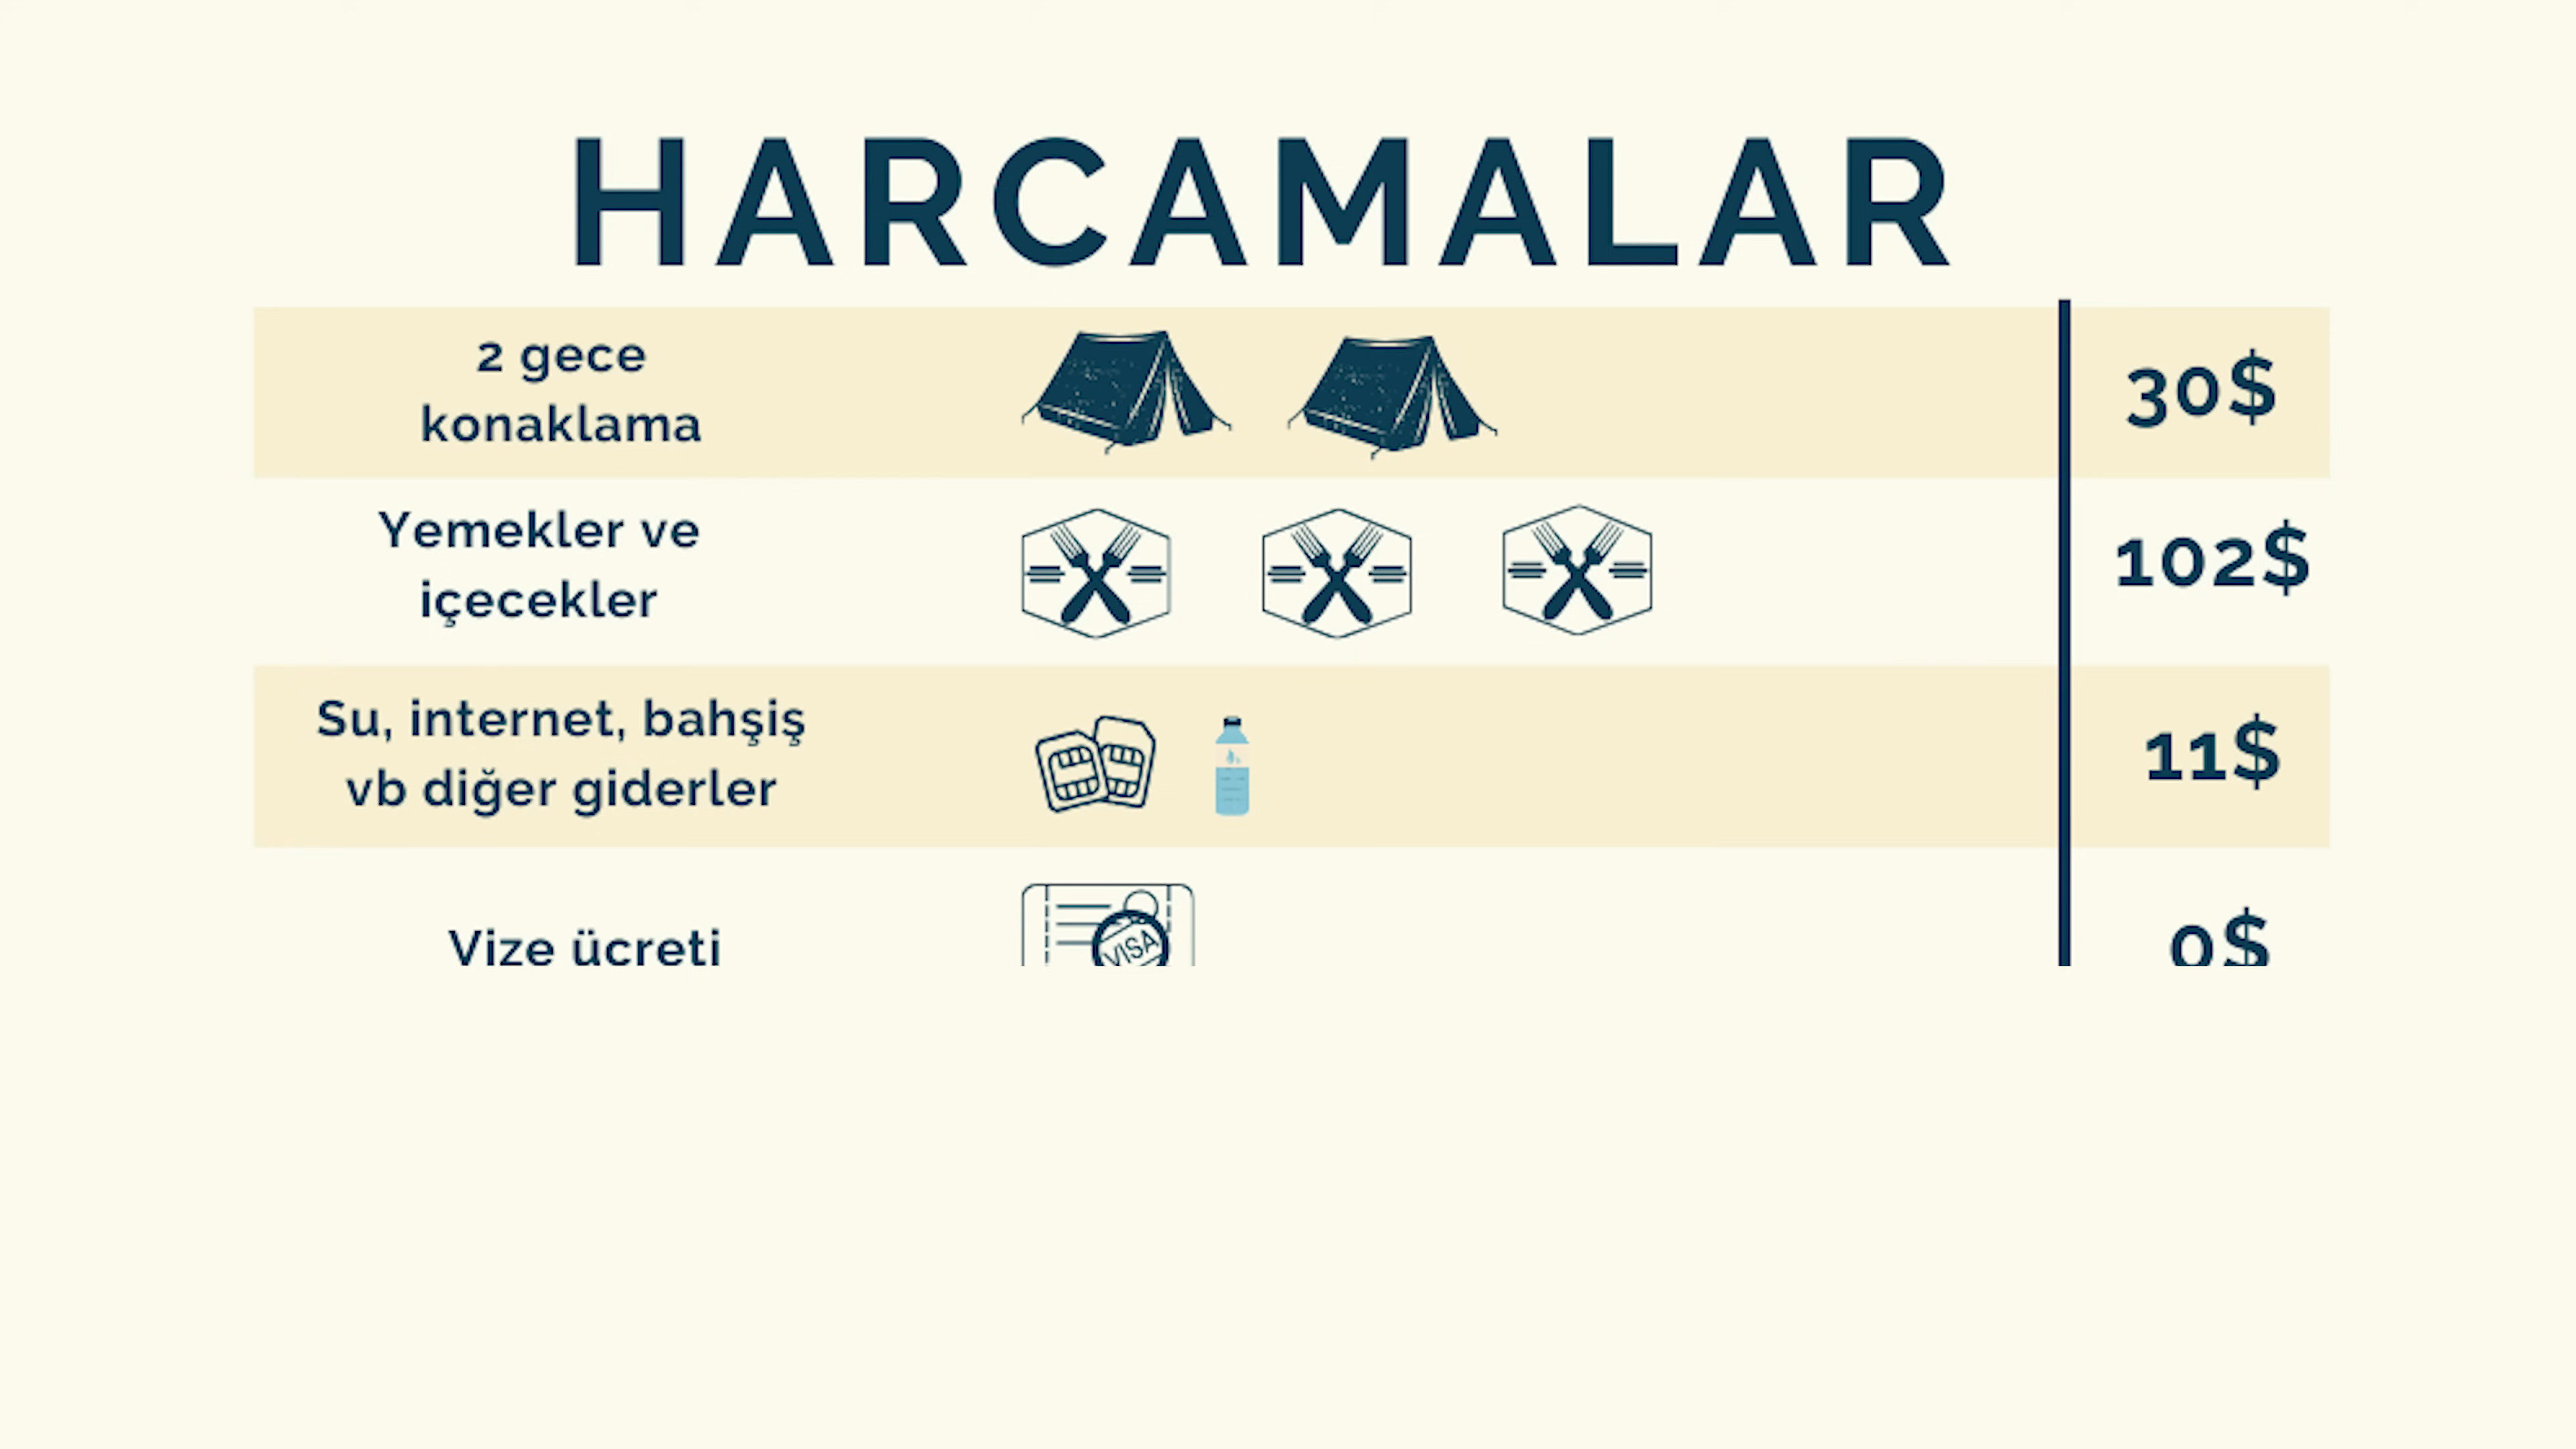 HARCAMALAR
2 gece
konaklama
30$
Yemekler ve
içecekler
102$
Su, internet, bahşiş
vb diğer giderler
11$
Vize ücreti
VISA
0$